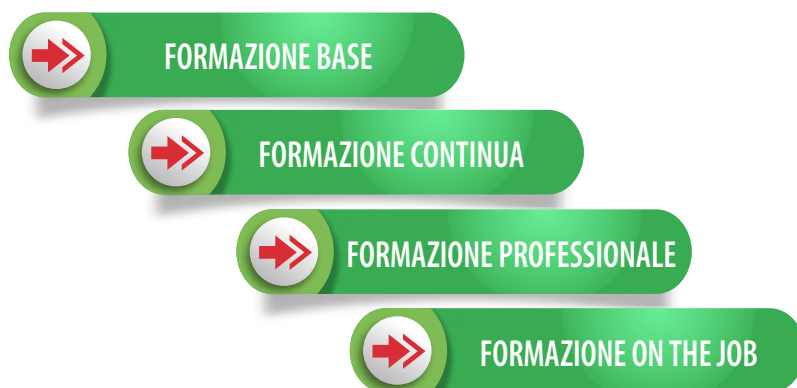 FORMAZIONE BASE
FORMAZIONE CONTINUA
FORMAZIONE PROFESSIONALE
FORMAZIONE ON THE JOB